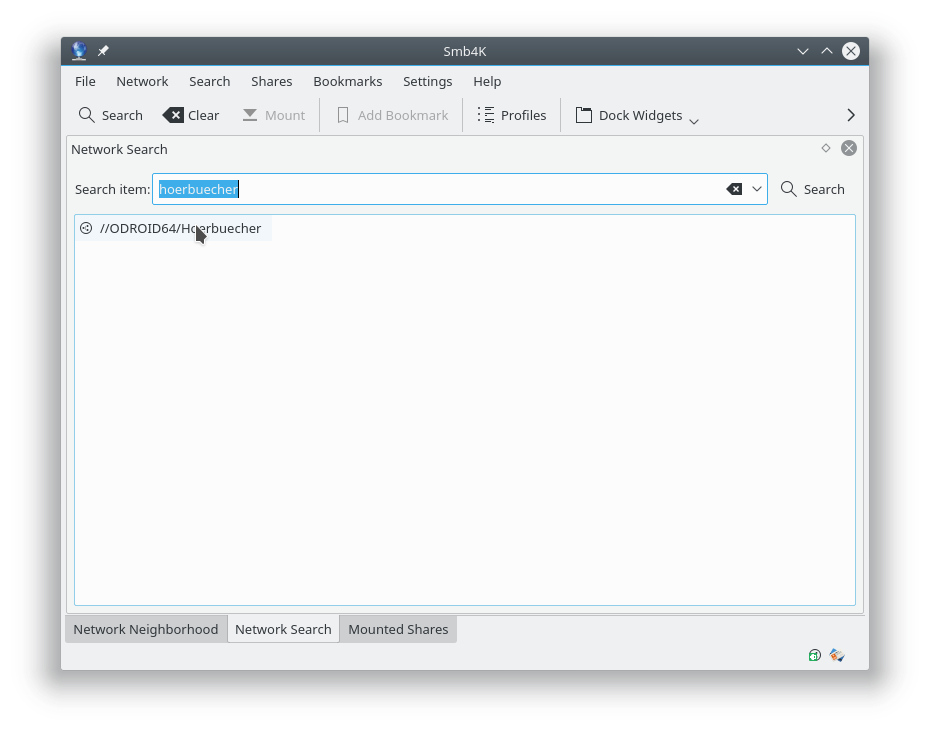 Smb4K
File Network Search Shares Bookmarks Settings Help
Search Clear Mount Add Bookmark Profiles Dock Widgets
Network Search
Search item: hoerbuecher Search
//ODROID64/Hoerbuecher
Network Neighborhood Network Search Mounted Shares